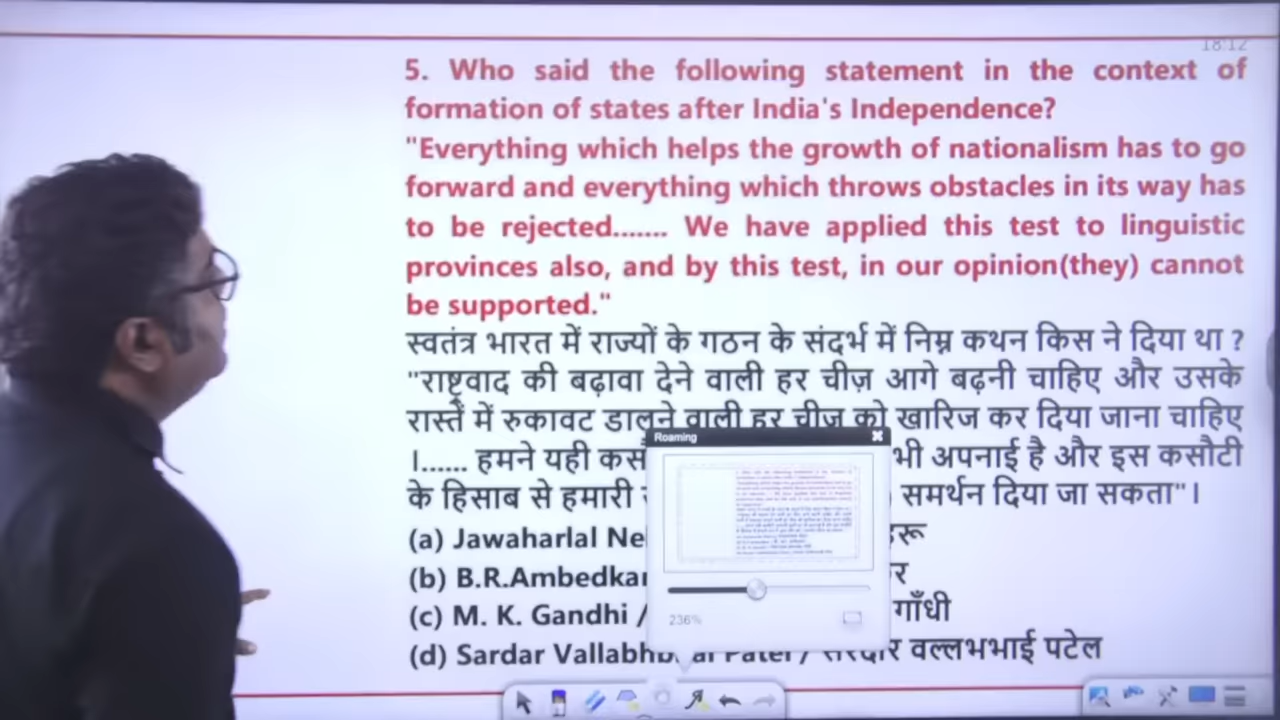 18:12
5. Who said the following statement in the context of
formation of states after India's Independence?
"Everything which helps the growth of nationalism has to go
forward and everything which throws obstacles in its way has
to be rejected....... We have applied this test to linguistic
provinces also, and by this test, in our opinion(they) cannot
be supported."
स्वतंत्र भारत में राज्यों के गठन के संदर्भ में निम्न कथन किस ने दिया था ?
"राष्ट्रवाद की बढ़ावा देने वाली हर चीज़ आगे बढ़नी चाहिए और उसके
रास्ते में रुकावट डालने वाली हर चीज को खारिज कर दिया जाना चाहिए
।...... हमने यही भी अपनाई है और इस कसौटी
के हिसाब से हमारी समर्थन दिया जा सकता"।
(a) Jawaharlal
(b) B.R.Ambedkar
(c) M. K. Gandhi / गाँधी
(d) Sardar Patel / सरदार वल्लभभाई पटेल
Roaming
236%